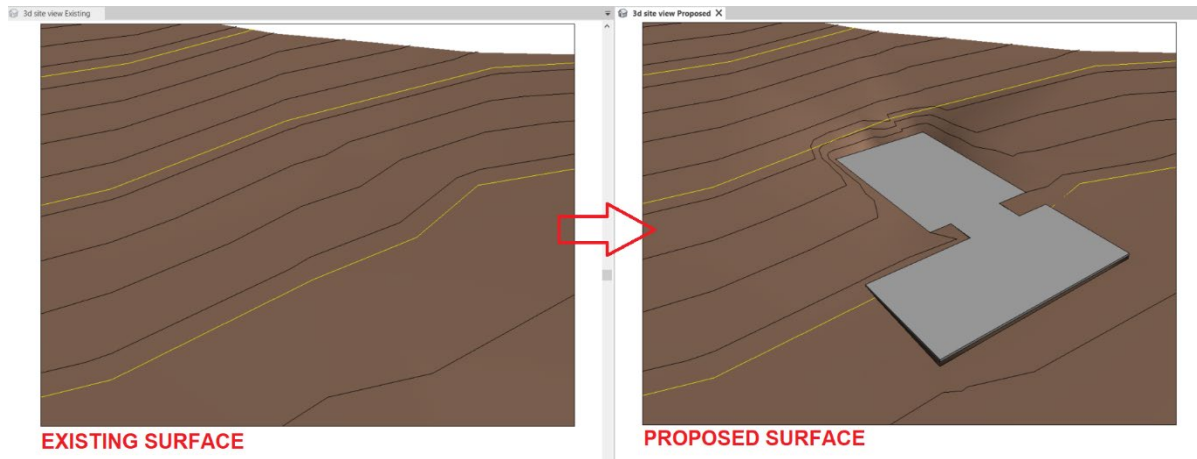 3d site view Existing
3d site view Proposed X
EXISTING SURFACE
PROPOSED SURFACE